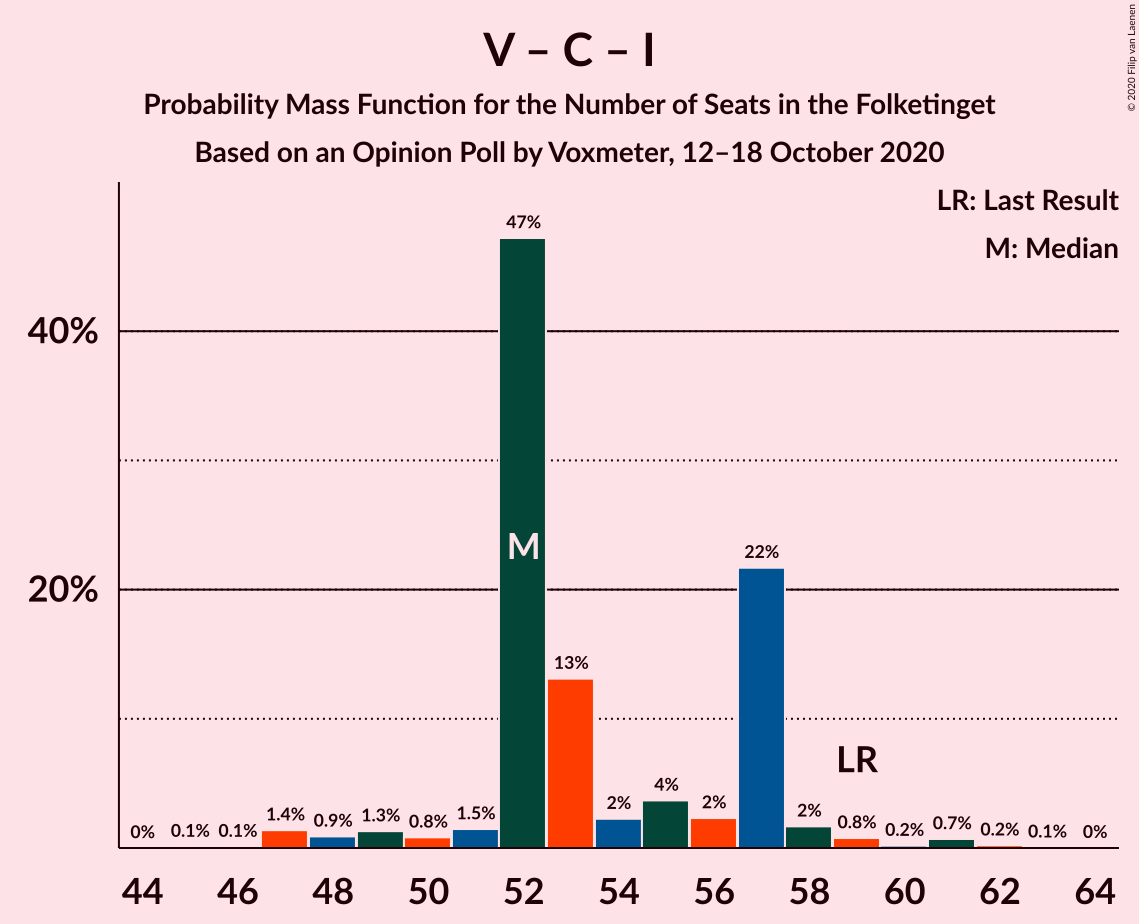 V – C – I
Probability Mass Function for the Number of Seats in the Folketinget
Based on an Opinion Poll by Voxmeter, 12–18 October 2020
© 2020 Filip van Laenen
LR: Last Result
M: Median
47%
40%
M
22%
20%
13%
LR
0%
0.1%
0.1%
1.4%
0.9%
1.3%
0.8%
1.5%
2%
4%
2%
2%
0.8%
0.2%
0.7%
0.2%
0.1%
0%
44 46 48 50 52 54 56 58 60 62 64